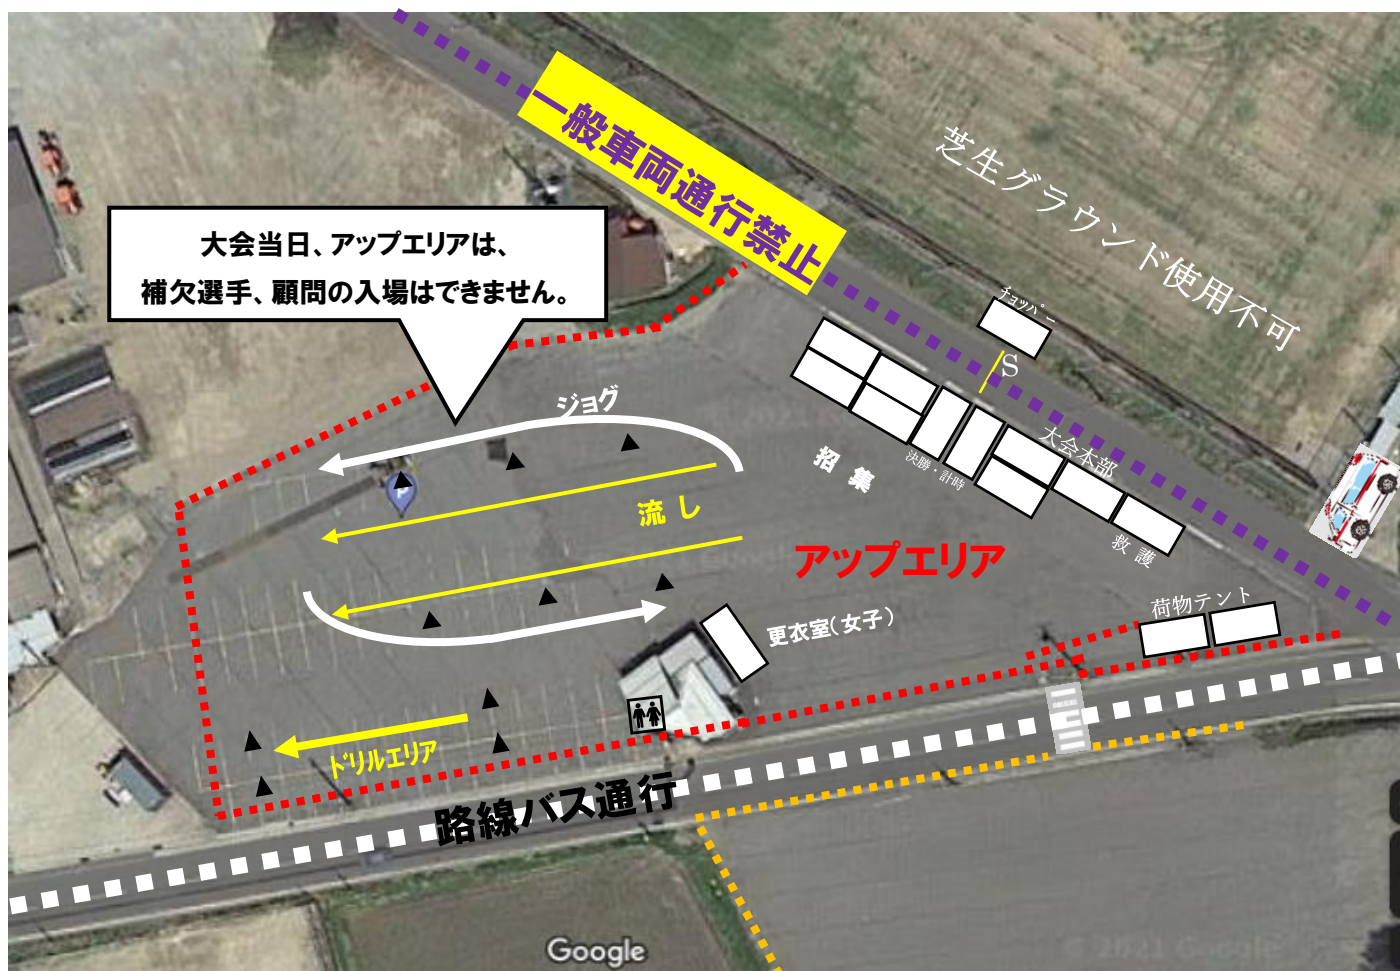 一般車両通行禁止
芝生グラウンド使用不可
大会当日、アップエリアは、
補欠選手、顧問の入場はできません。
チョッパー
S
ジョグ
大会本部
招集
決勝・計時
流し
救護
アップエリア
荷物テント
更衣室（女子）
ドリルエリア
路線バス通行
Google
© 2021 Google